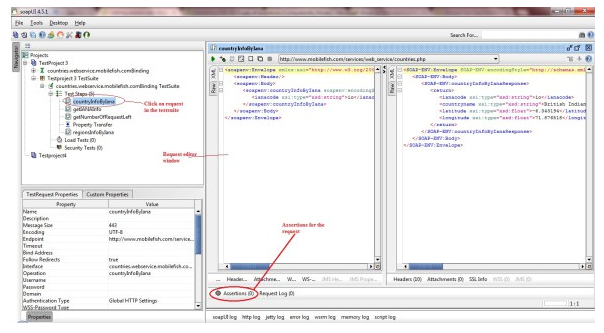 soapUI 4.5.1
File Tools Desktop Help
Search Forum...
Navigator
Projects
TestProject 3
countries.webservice.mobilefish.comBinding
Testproject 3 TestSuite
countries.webservice.mobilefish.comBinding TestSuite
Test Steps (5)
countryInfoByIana
getIANAInfo
getNumberOfRequestLeft
Property Transfer
regionsInfoByIana
Load Tests (0)
Security Tests (0)
Testproject4
Click on request
in the testsuite
Request editor
window
countryInfoByIana
http://www.mobilefish.com/services/web_service/countries.php
XML
Raw
<soapenv:Envelope xmlns:xsi="http://www.w3.org/200
<soapenv:Header/>
<soapenv:Body>
<soapenv:countryInfoByIana soapenv:encoding
<ianacode xsi:type="xsd:string">io</ianac
</soapenv:countryInfoByIana>
</soapenv:Body>
</soapenv:Envelope>
XML
Raw
<SOAP-ENV:Envelope SOAP-ENV:encodingStyle="http://schemas.xml
<SOAP-ENV:Body>
<SOAP-ENV:countryInfoByIanaResponse>
<return>
<ianacode xsi:type="xsd:string">io</ianacode>
<countryname xsi:type="xsd:string">British Indian
<latitude xsi:type="xsd:float">-6.343194</latitud
<longitude xsi:type="xsd:float">71.876518</longit
</return>
</SOAP-ENV:countryInfoByIanaResponse>
</SOAP-ENV:Body>
</SOAP-ENV:Envelope>
Assertions for the
request
TestRequest Properties Custom Properties
Property Value
Name countryInfoByIana
Description
Message Size 443
Encoding UTF-8
Endpoint http://www.mobilefish.com/service...
Timeout
Bind Address
Follow Redirects true
Interface countries.webservice.mobilefish.co...
Operation countryInfoByIana
Username
Password
Domain
Authentication Type Global HTTP Settings
WSS-Password Type
Properties
... Header... Attachme... W... WS-... JMS He... JMS Prope...
Headers (10) Attachments (0) SSL Info WSS (0) JMS (0)
Assertions (0) Request Log (0)
1:1
soapUI log http log jetty log error log wsrm log memory log script log